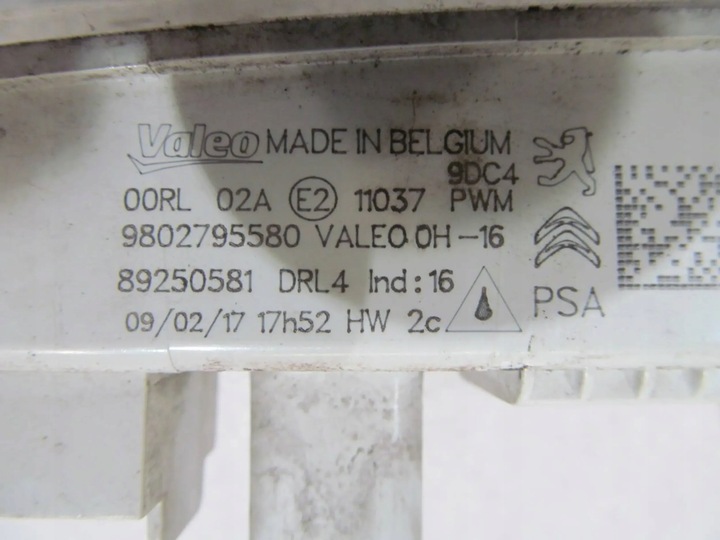 Valeo MADE IN BELGIUM
9DC4
00RL 02A E2 11037 PWM
9802795580 VALEO 0H-16
89250581 DRL4 Ind:16
09/02/17 17h52 HW 2c
PSA